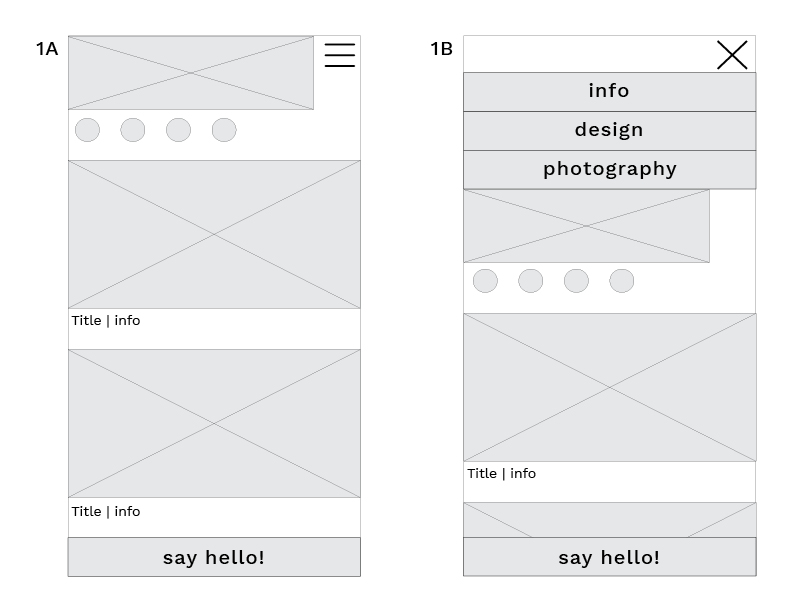 1A
Title | info
Title | info
say hello!
1B
info
design
photography
Title | info
say hello!